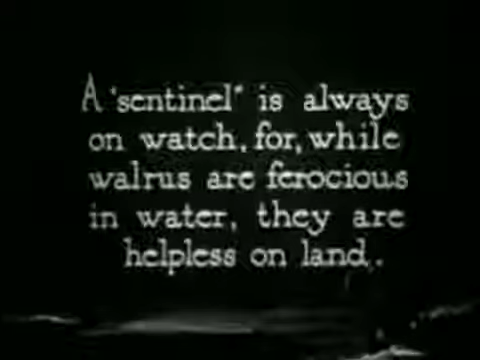 A "sentinel" is always
on watch, for, while
walrus are ferocious
in water, they are
helpless on land.